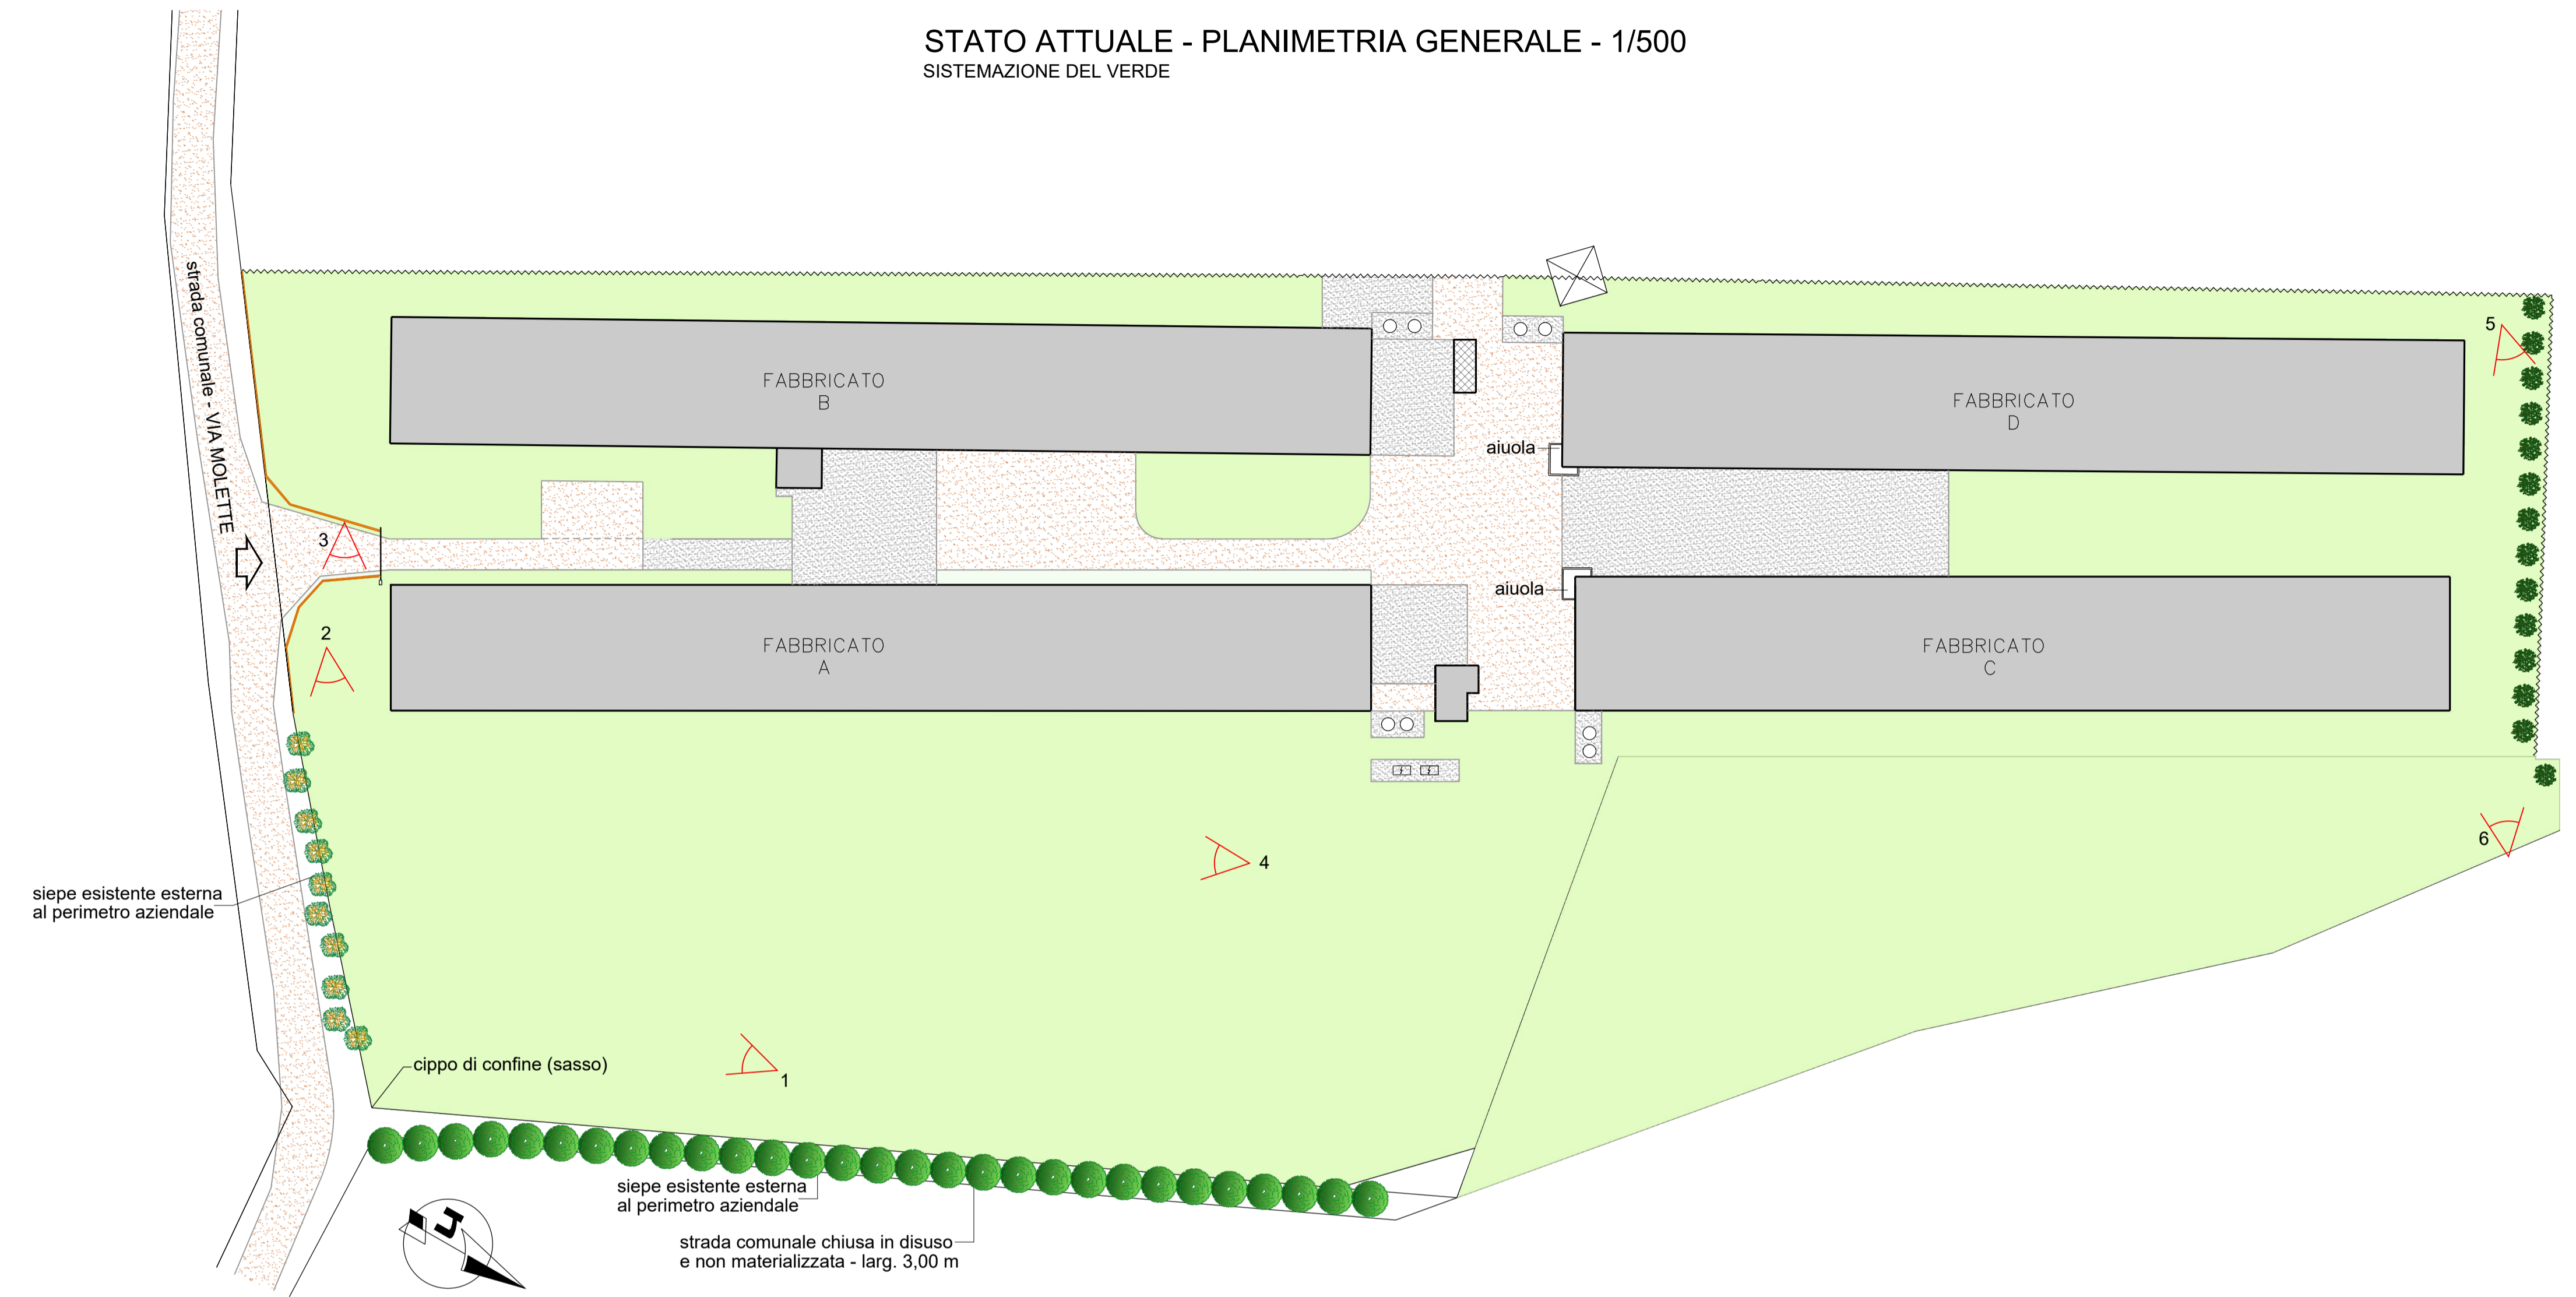 STATO ATTUALE - PLANIMETRIA GENERALE - 1/500
SISTEMAZIONE DEL VERDE
strada comunale - VIA MOLETTE
FABBRICATO
B
FABBRICATO
D
5
aiuola
3
aiuola
2
FABBRICATO
A
FABBRICATO
C
6
4
siepe esistente esterna
al perimetro aziendale
cippo di confine (sasso)
1
siepe esistente esterna
al perimetro aziendale
strada comunale chiusa in disuso
e non materializzata - larg. 3,00 m